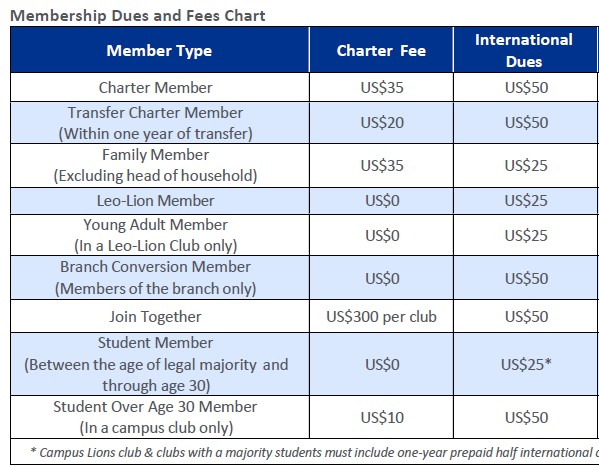 Membership Dues and Fees Chart
Member Type Charter Fee International Dues
Charter Member US$35 US$50
Transfer Charter Member
(Within one year of transfer) US$20 US$50
Family Member
(Excluding head of household) US$35 US$25
Leo-Lion Member US$0 US$25
Young Adult Member
(In a Leo-Lion Club only) US$0 US$25
Branch Conversion Member
(Members of the branch only) US$0 US$50
Join Together US$300 per club US$50
Student Member
(Between the age of legal majority and
through age 30) US$0 US$25*
Student Over Age 30 Member
(In a campus club only) US$10 US$50
* Campus Lions club & clubs with a majority students must include one-year prepaid half international